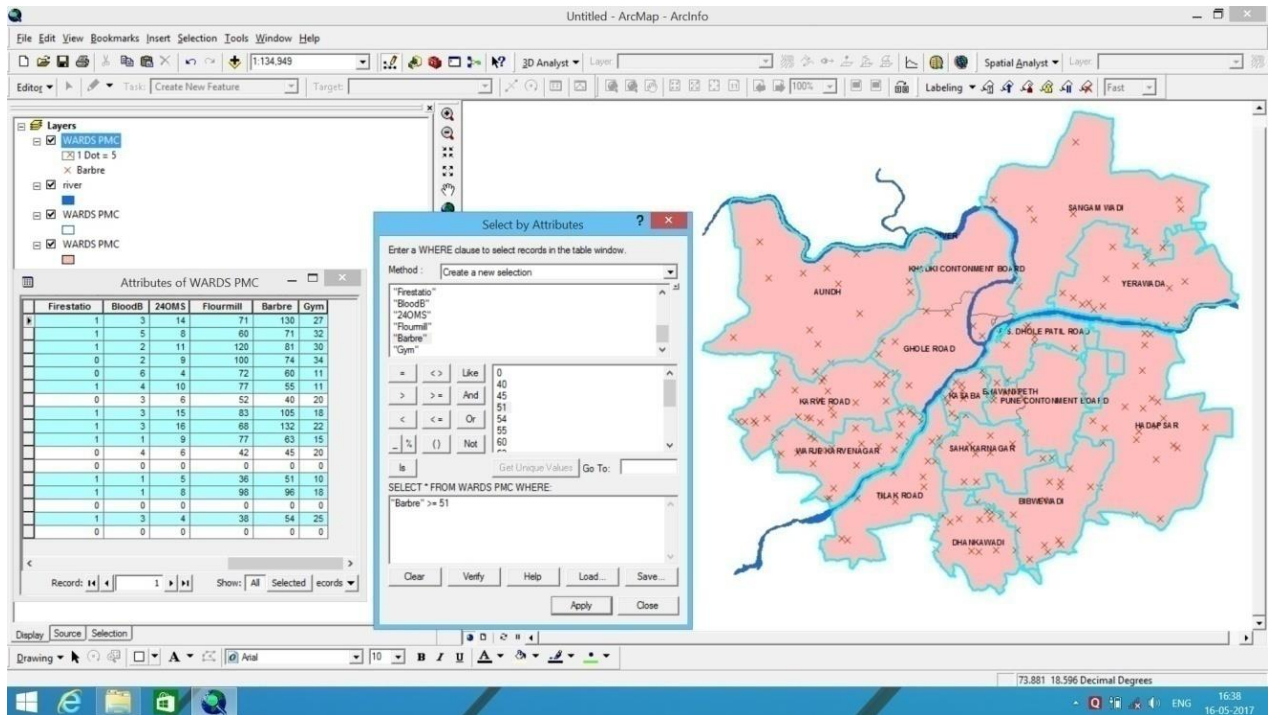 Untitled - ArcMap - ArcInfo
File Edit View Bookmarks Insert Selection Tools Window Help
1:134,949 3D Analyst Layer: Spatial Analyst Layer:
Editor Task: Create New Feature Target: 100% Labeling Fast
Layers
WARDS PMC
1 Dot = 5
Barbre
river
WARDS PMC
WARDS PMC
Attributes of WARDS PMC
Firestatio BloodB 24OMS Flourmill Barbre Gym
1 3 14 71 130 27
1 5 8 60 71 32
1 2 11 120 81 30
0 2 9 100 74 34
0 6 4 72 60 11
1 4 10 77 55 11
0 3 6 52 40 20
1 3 15 83 105 18
1 3 16 68 132 22
1 1 9 77 63 15
0 4 6 42 45 20
0 0 0 0 0 0
1 1 5 36 51 10
1 1 8 98 96 18
0 0 0 0 0 0
1 3 4 38 54 25
0 0 0 0 0 0
Record: 1 Show: All Selected ecords
Display Source Selection
Select by Attributes ? ×
Enter a WHERE clause to select records in the table window.
Method : Create a new selection
"Firestatio"
"BloodB"
"24OMS"
"Flourmill"
"Barbre"
"Gym"
= <> Like
> >= And
< <= Or
_ % () Not
Is
0
40
45
51
54
55
60
Get Unique Values Go To:
SELECT * FROM WARDS PMC WHERE:
"Barbre" >= 51
Clear Verify Help Load... Save...
Apply Close
SANGAM WADI
KHADKI CONTONMENT BOARD
YERAWADA
AUNDH
DHOLE PATIL ROAD
GHOLE ROAD
BHAVANIPETH
KASABA
PUNE CONTONMENT BOARD
KARVE ROAD
HADAPSAR
WARJE KARVENAGAR
SAHAKARNAGAR
TILAK ROAD
BIBWEWADI
DHANKAWADI
Drawing A Arial 10 B I U A
73.881 18.596 Decimal Degrees
ENG
16:38
16-05-2017